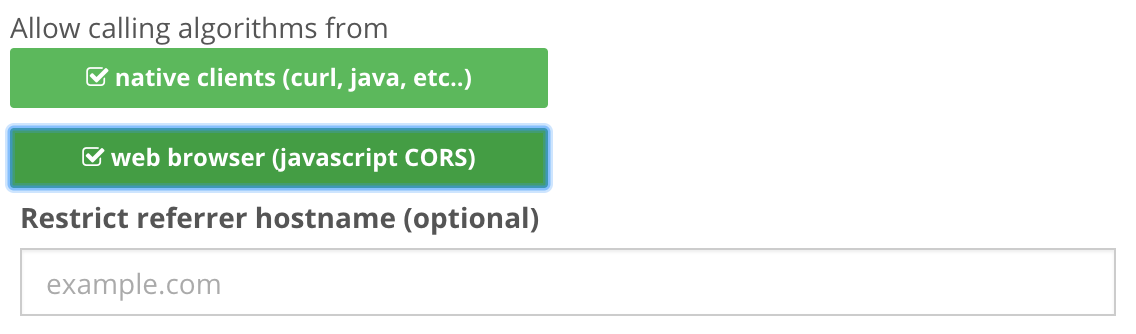 Allow calling algorithms from
native clients (curl, java, etc..)
web browser (javascript CORS)
Restrict referrer hostname (optional)
example.com